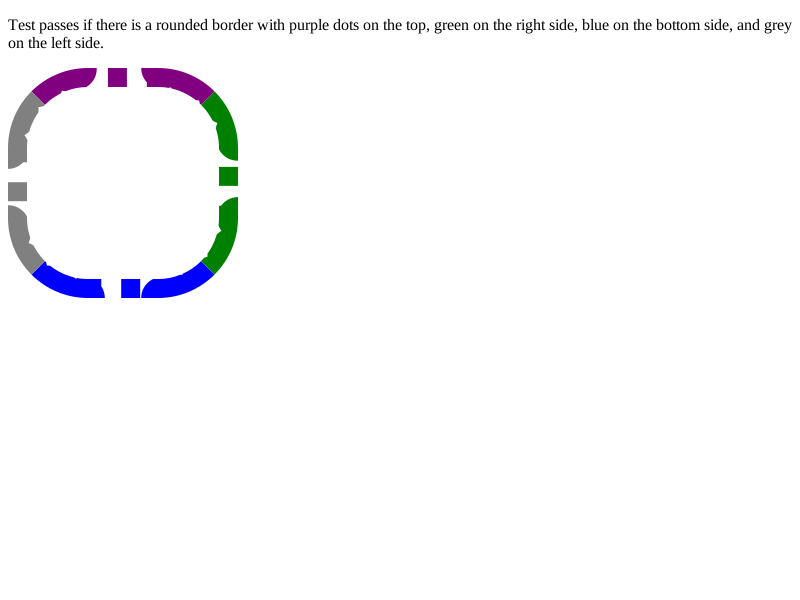 Test passes if there is a rounded border with purple dots on the top, green on the right side, blue on the bottom side, and grey
on the left side.